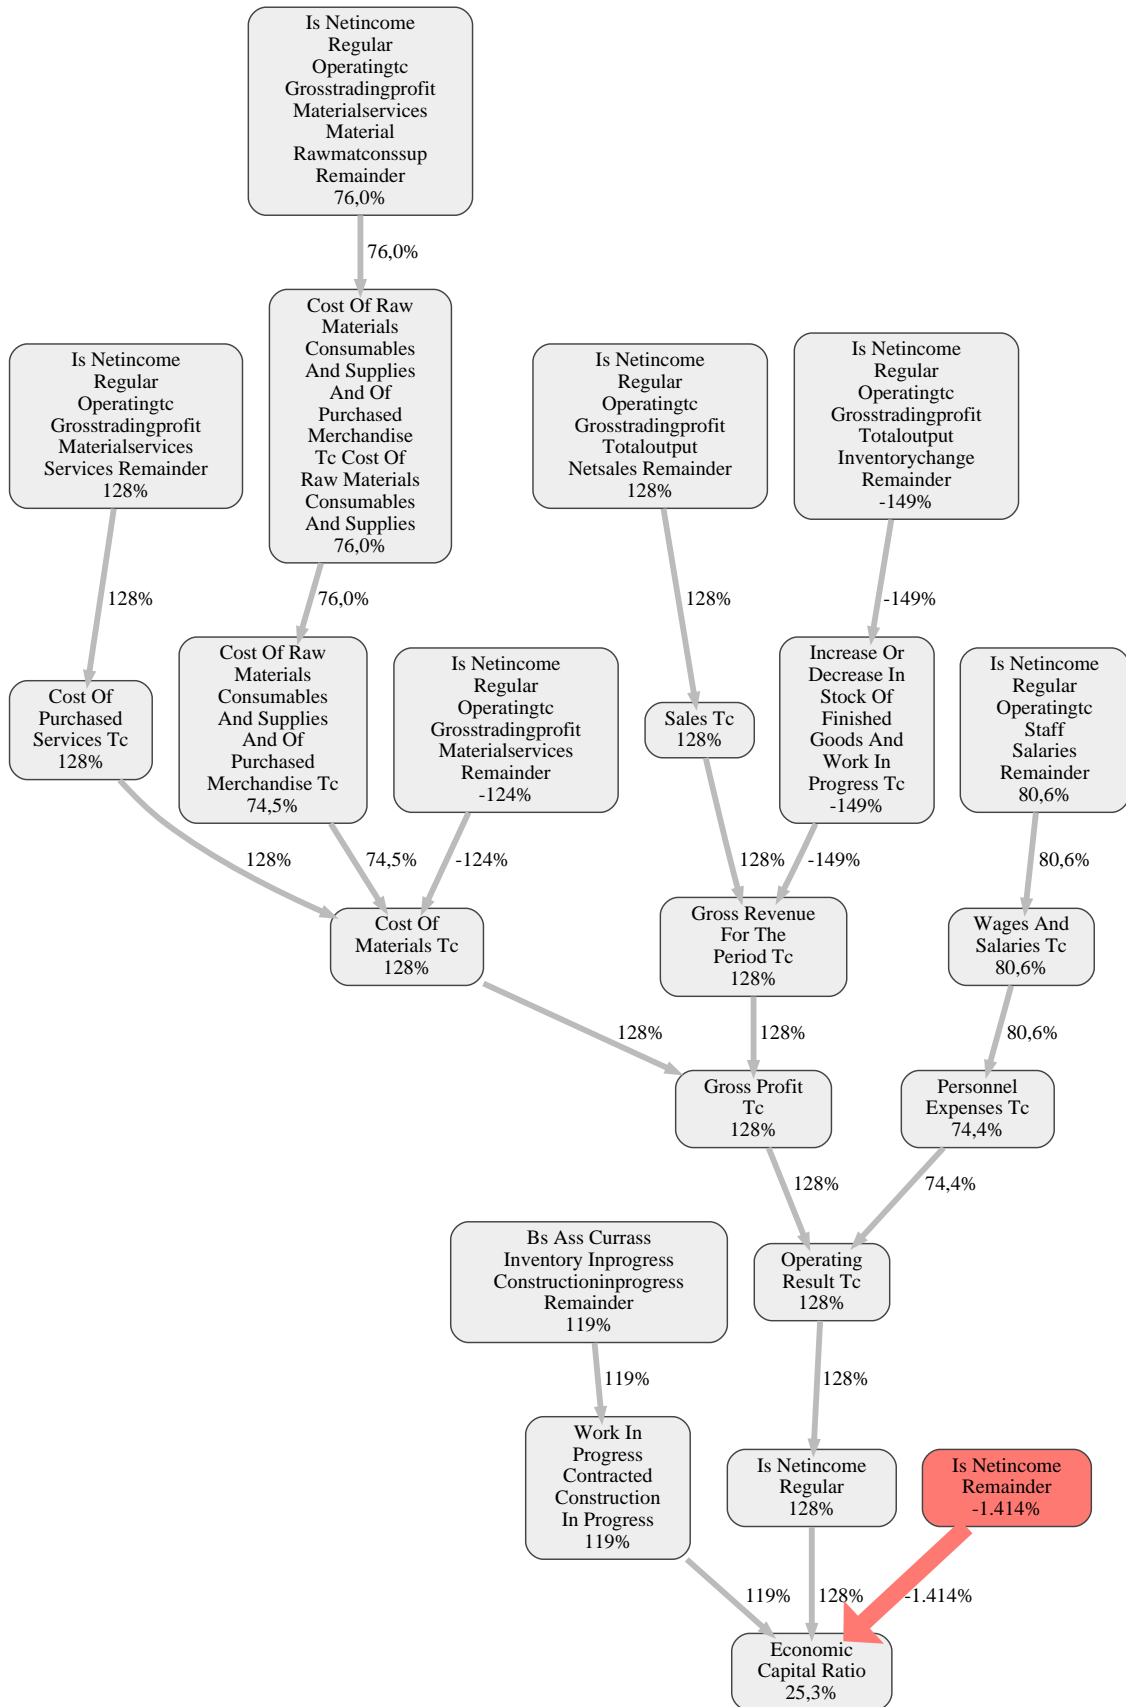 Is Netincome
Regular
Operatingtc
Grosstradingprofit
Materialservices
Material
Rawmatconssup
Remainder
76,0%
76,0%
Cost Of Raw
Materials
Consumables
And Supplies
And Of
Purchased
Merchandise
Tc Cost Of
Raw Materials
Consumables
And Supplies
76,0%
Is Netincome
Regular
Operatingtc
Grosstradingprofit
Materialservices
Services Remainder
128%
Is Netincome
Regular
Operatingtc
Grosstradingprofit
Totaloutput
Netsales Remainder
128%
Is Netincome
Regular
Operatingtc
Grosstradingprofit
Totaloutput
Inventorychange
Remainder
-149%
128%
76,0%
128%
-149%
Cost Of
Purchased
Services Tc
128%
Cost Of Raw
Materials
Consumables
And Supplies
And Of
Purchased
Merchandise Tc
74,5%
Is Netincome
Regular
Operatingtc
Grosstradingprofit
Materialservices
Remainder
-124%
Sales Tc
128%
Increase Or
Decrease In
Stock Of
Finished
Goods And
Work In
Progress Tc
-149%
Is Netincome
Regular
Operatingtc
Staff
Salaries
Remainder
80,6%
128%
74,5%
-124%
128%
-149%
80,6%
Cost Of
Materials Tc
128%
Gross Revenue
For The
Period Tc
128%
Wages And
Salaries Tc
80,6%
128%
128%
80,6%
Gross Profit
Tc
128%
Personnel
Expenses Tc
74,4%
128%
74,4%
Bs Ass Currass
Inventory Inprogress
Constructioninprogress
Remainder
119%
Operating
Result Tc
128%
119%
128%
Work In
Progress
Contracted
Construction
In Progress
119%
Is Netincome
Regular
128%
Is Netincome
Remainder
-1.414%
119%
128%
-1.414%
Economic
Capital Ratio
25,3%